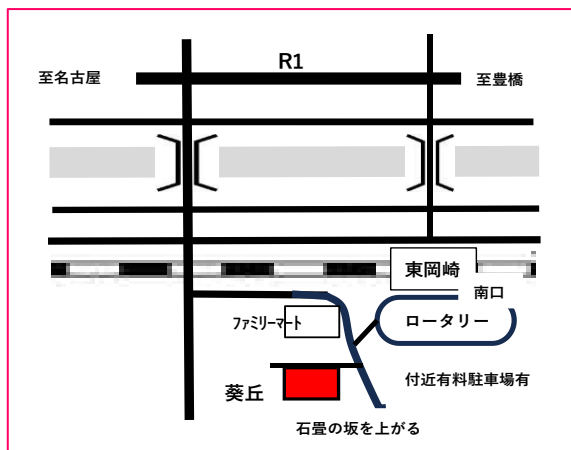 R1
至名古屋
至豊橋
東岡崎
南口
ﾌｧﾐﾘｰﾏｰﾄ
ロータリー
葵丘
付近有料駐車場有
石畳の坂を上がる